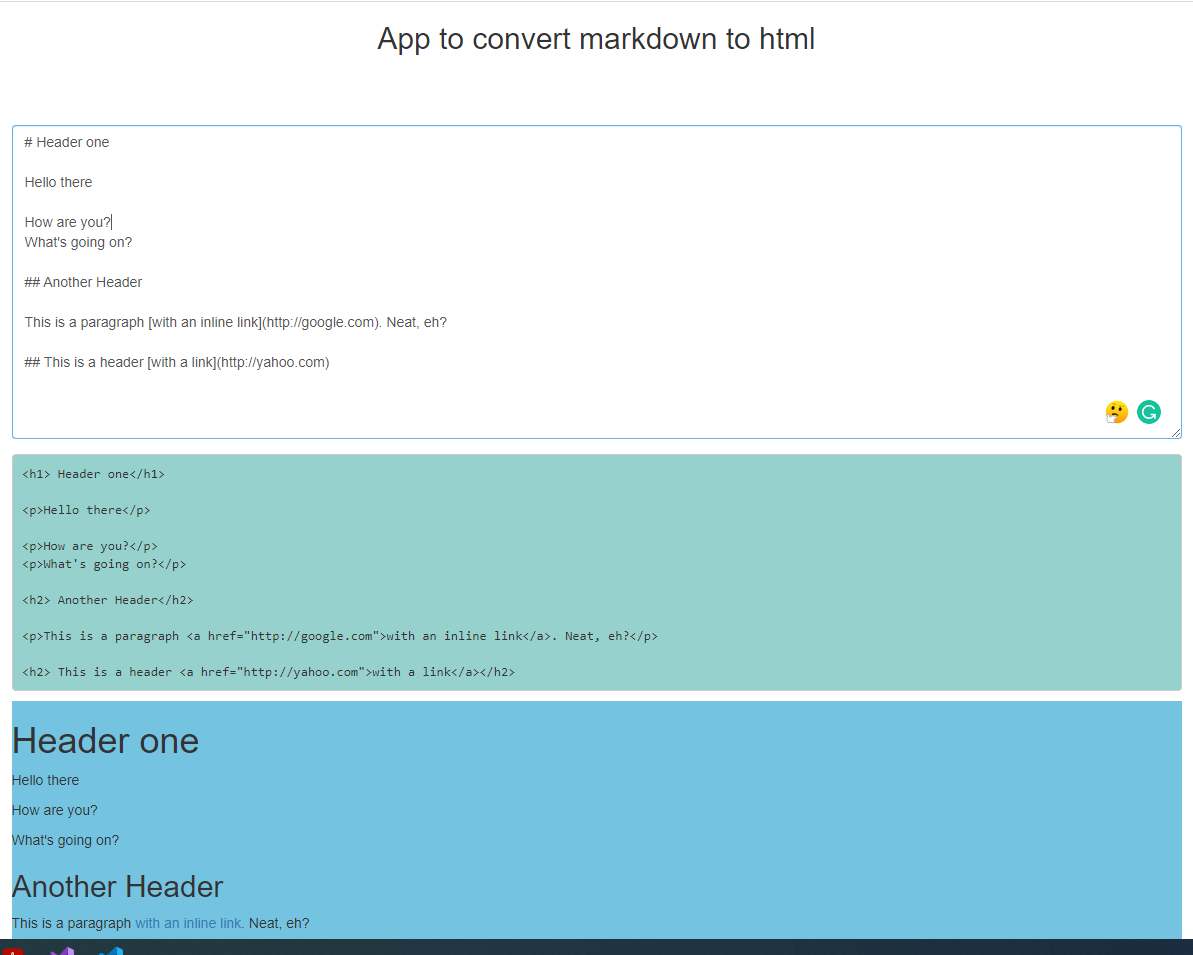 App to convert markdown to html
# Header one
Hello there
How are you?
What's going on?
## Another Header
This is a paragraph [with an inline link](http://google.com). Neat, eh?
## This is a header [with a link](http://yahoo.com)
<h1> Header one</h1>
<p>Hello there</p>
<p>How are you?</p>
<p>What's going on?</p>
<h2> Another Header</h2>
<p>This is a paragraph <a href="http://google.com">with an inline link</a>. Neat, eh?</p>
<h2> This is a header <a href="http://yahoo.com">with a link</a></h2>
Header one
Hello there
How are you?
What's going on?
Another Header
This is a paragraph with an inline link. Neat, eh?